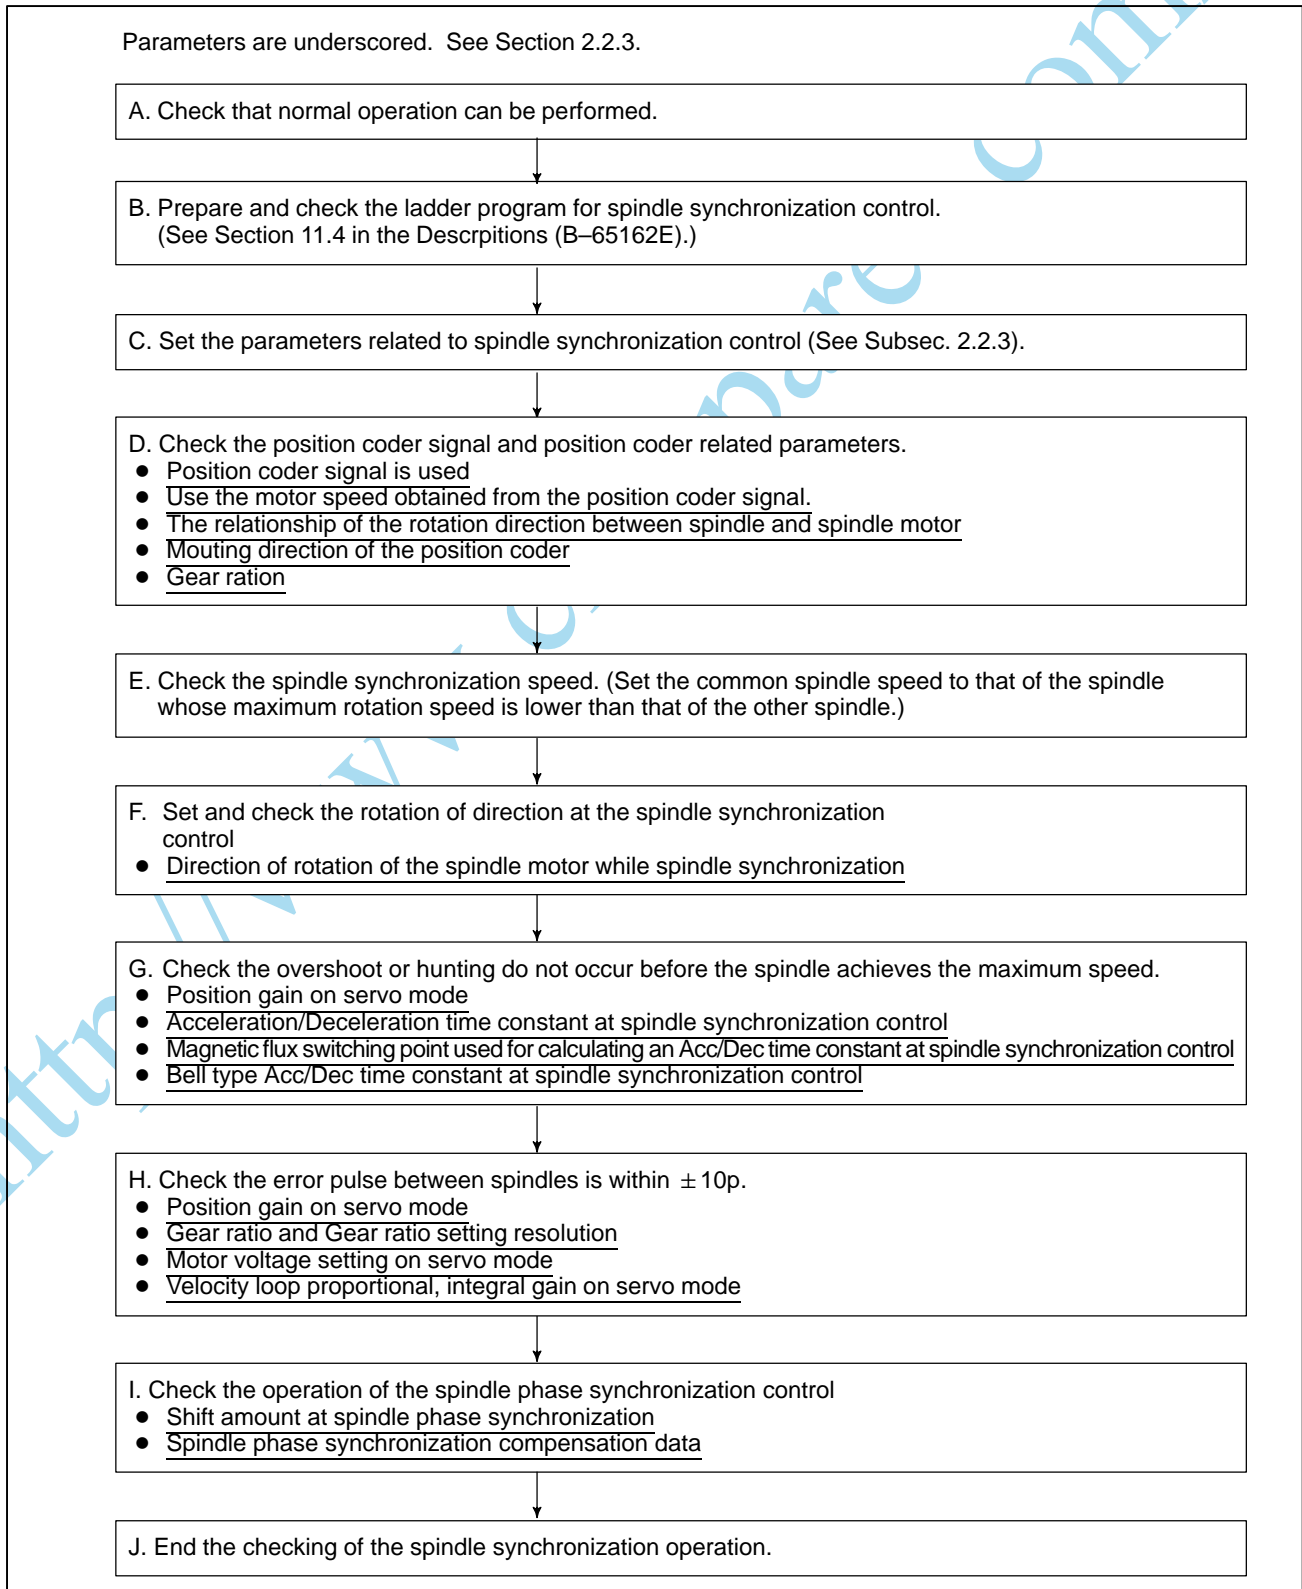 Parameters are underscored. See Section 2.2.3.
A. Check that normal operation can be performed.
B. Prepare and check the ladder program for spindle synchronization control.
(See Section 11.4 in the Descrpitions (B–65162E).)
C. Set the parameters related to spindle synchronization control (See Subsec. 2.2.3).
D. Check the position coder signal and position coder related parameters.
● Position coder signal is used
● Use the motor speed obtained from the position coder signal.
● The relationship of the rotation direction between spindle and spindle motor
● Mouting direction of the position coder
● Gear ration
E. Check the spindle synchronization speed. (Set the common spindle speed to that of the spindle
whose maximum rotation speed is lower than that of the other spindle.)
F. Set and check the rotation of direction at the spindle synchronization
control
● Direction of rotation of the spindle motor while spindle synchronization
G. Check the overshoot or hunting do not occur before the spindle achieves the maximum speed.
● Position gain on servo mode
● Acceleration/Deceleration time constant at spindle synchronization control
● Magnetic flux switching point used for calculating an Acc/Dec time constant at spindle synchronization control
● Bell type Acc/Dec time constant at spindle synchronization control
H. Check the error pulse between spindles is within ±10p.
● Position gain on servo mode
● Gear ratio and Gear ratio setting resolution
● Motor voltage setting on servo mode
● Velocity loop proportional, integral gain on servo mode
I. Check the operation of the spindle phase synchronization control
● Shift amount at spindle phase synchronization
● Spindle phase synchronization compensation data
J. End the checking of the spindle synchronization operation.